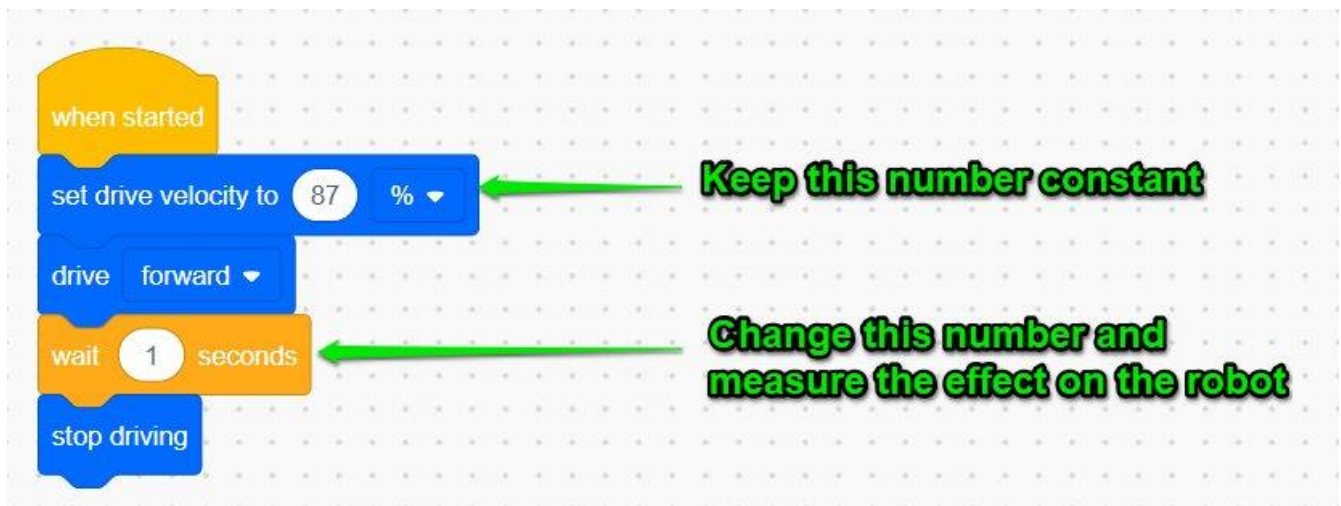 when started
set drive velocity to 87 %
Keep this number constant
drive forward
wait 1 seconds
Change this number and
measure the effect on the robot
stop driving